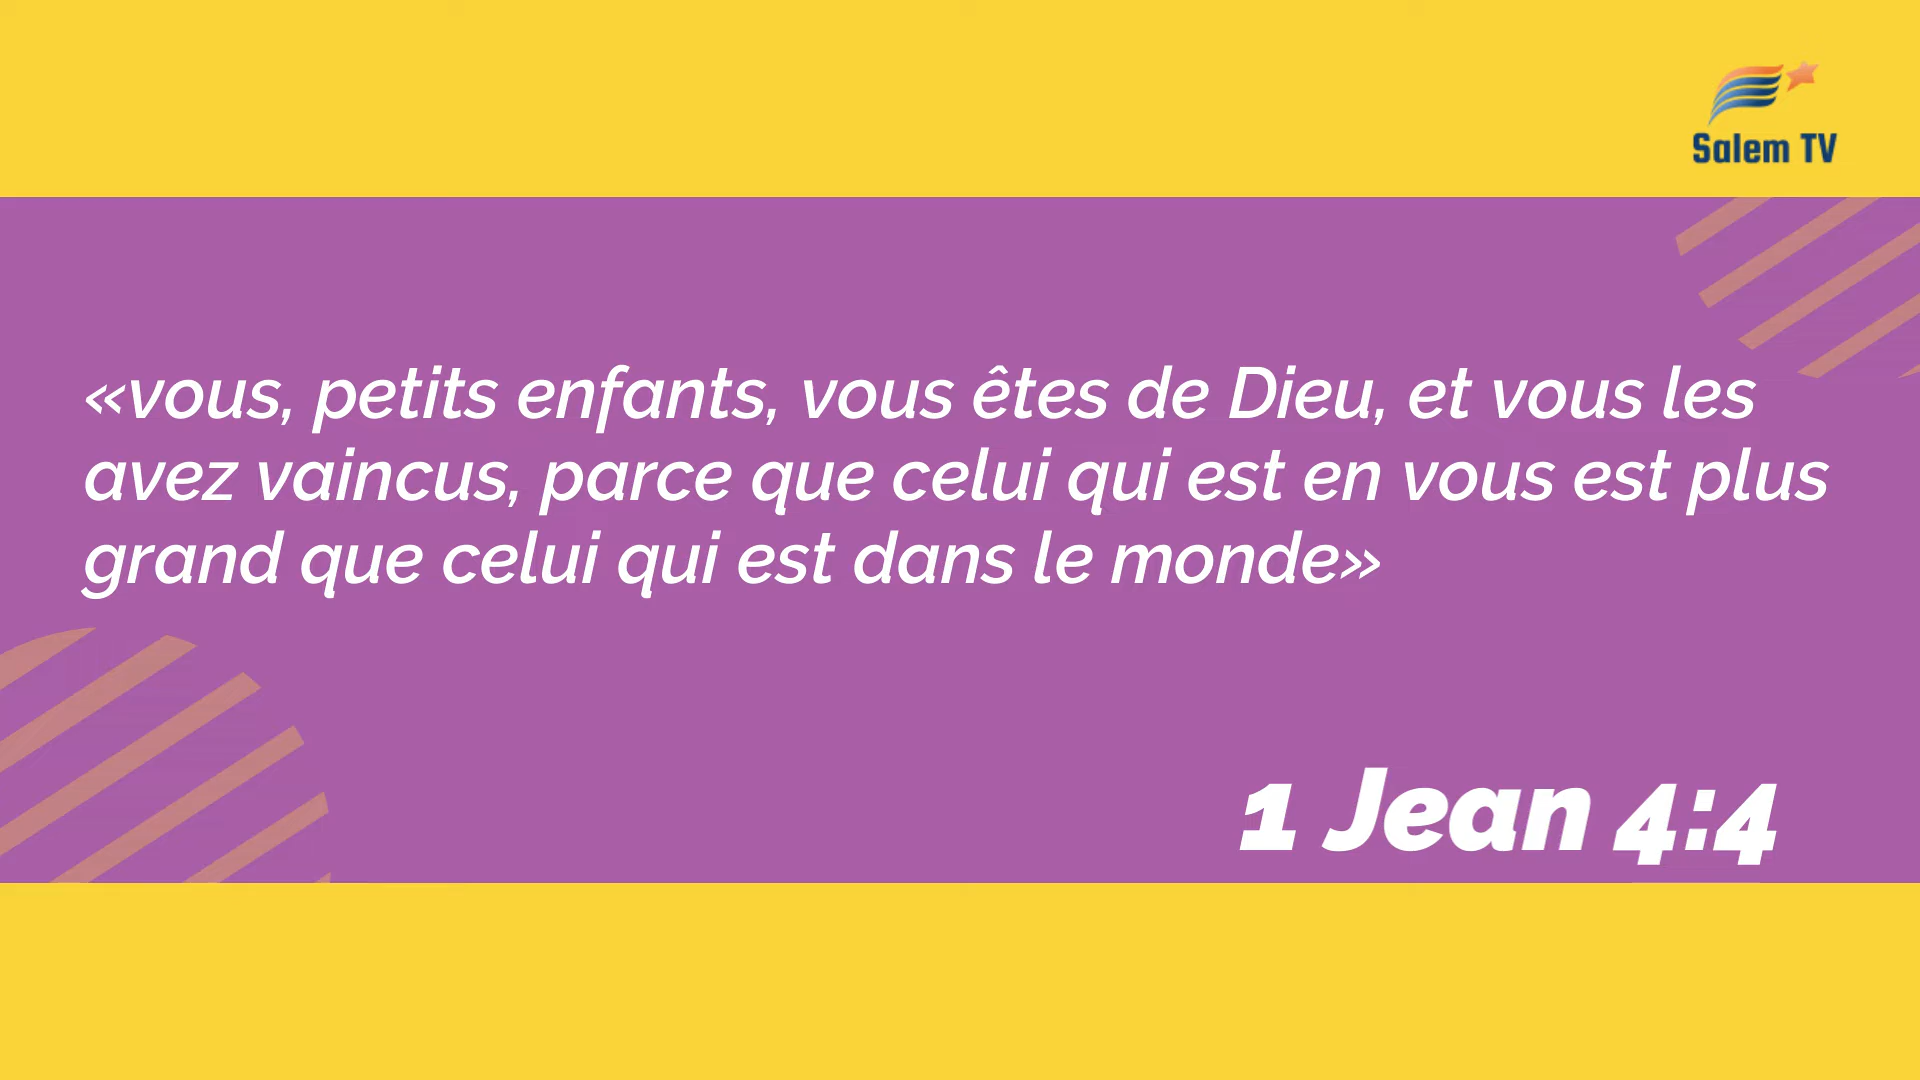 Salem TV
«vous, petits enfants, vous êtes de Dieu, et vous les
avez vaincus, parce que celui qui est en vous est plus
grand que celui qui est dans le monde»
1 Jean 4:4